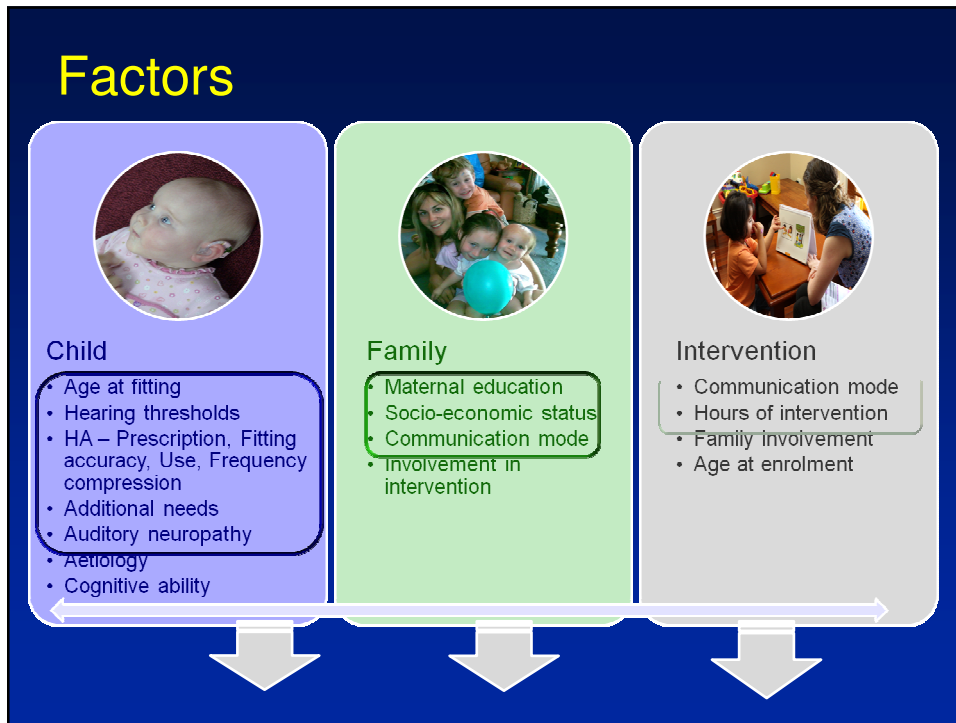 Factors
Child
• Age at fitting
• Hearing thresholds
• HA – Prescription, Fitting
accuracy, Use, Frequency
compression
• Additional needs
• Auditory neuropathy
• Aetiology
• Cognitive ability
Family
• Maternal education
• Socio-economic status
• Communication mode
• Involvement in
intervention
Intervention
• Communication mode
• Hours of intervention
• Family involvement
• Age at enrolment